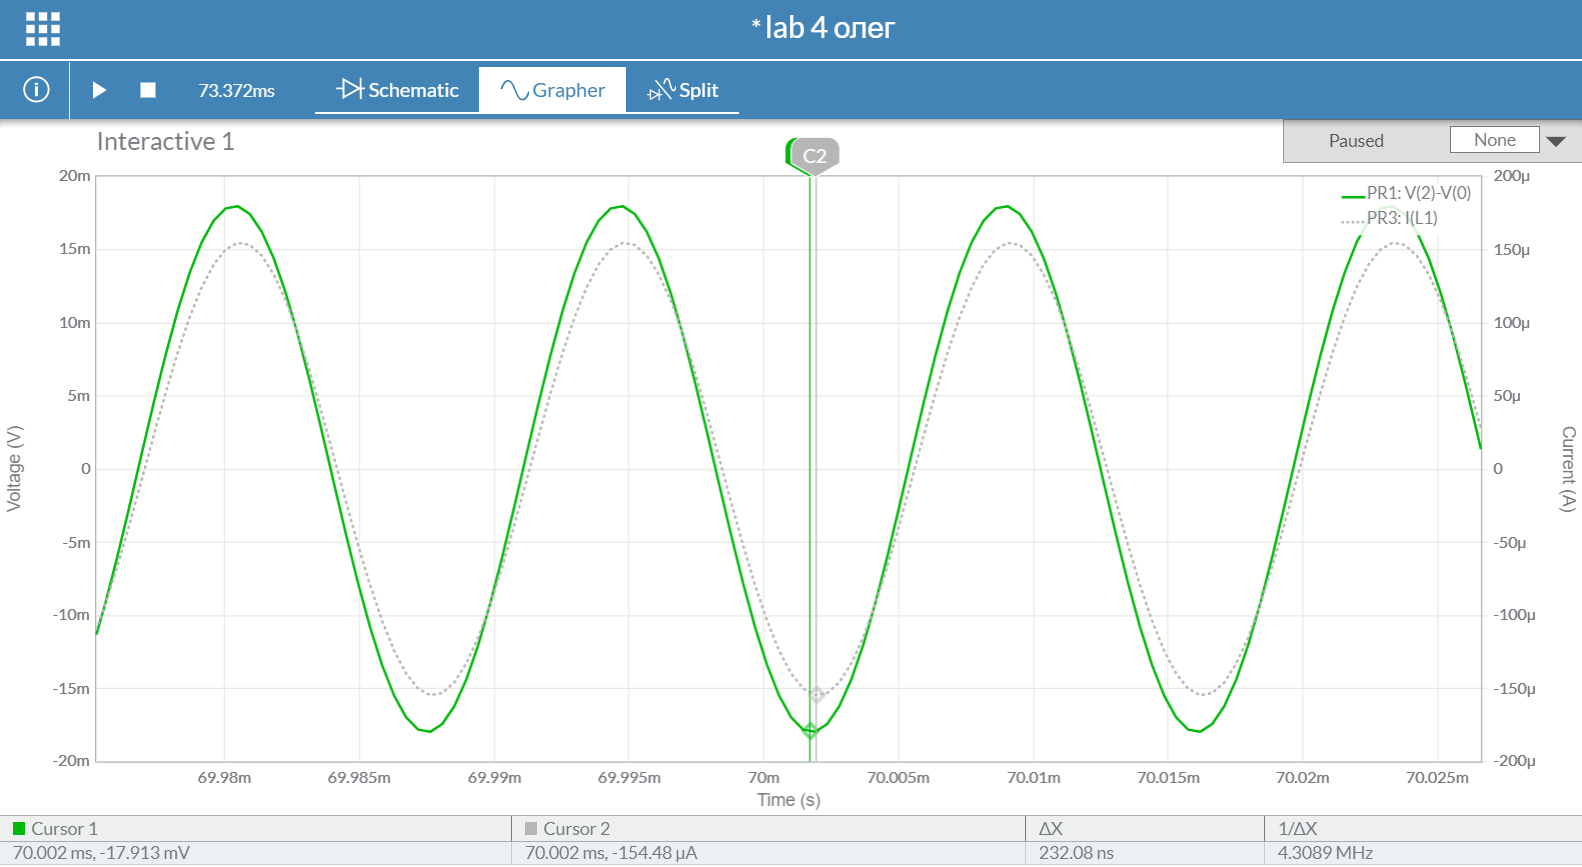 * lab 4 олег
73.372ms
Schematic
Grapher
Split
Interactive 1
C2
Paused
None
PR1: V(2)-V(0)
PR3: I(L1)
20m
15m
10m
5m
0
-5m
-10m
-15m
-20m
Voltage (V)
200µ
150µ
100µ
50µ
0
-50µ
-100µ
-150µ
-200µ
Current (A)
69.98m 69.985m 69.99m 69.995m 70m 70.005m 70.01m 70.015m 70.02m 70.025m
Time (s)
Cursor 1 Cursor 2 ΔX 1/ΔX
70.002 ms, -17.913 mV 70.002 ms, -154.48 µA 232.08 ns 4.3089 MHz